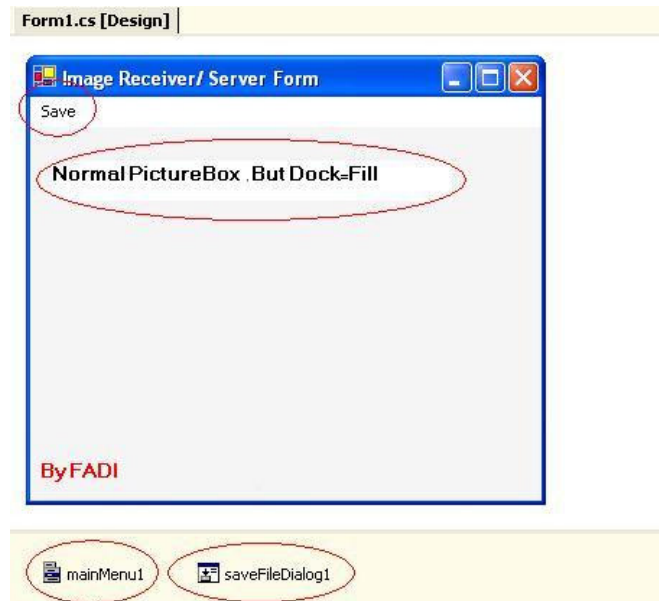 Form1.cs [Design]
Image Receiver/ Server Form
Save
Normal PictureBox , But Dock=Fill
By FADI
mainMenu1 saveFileDialog1